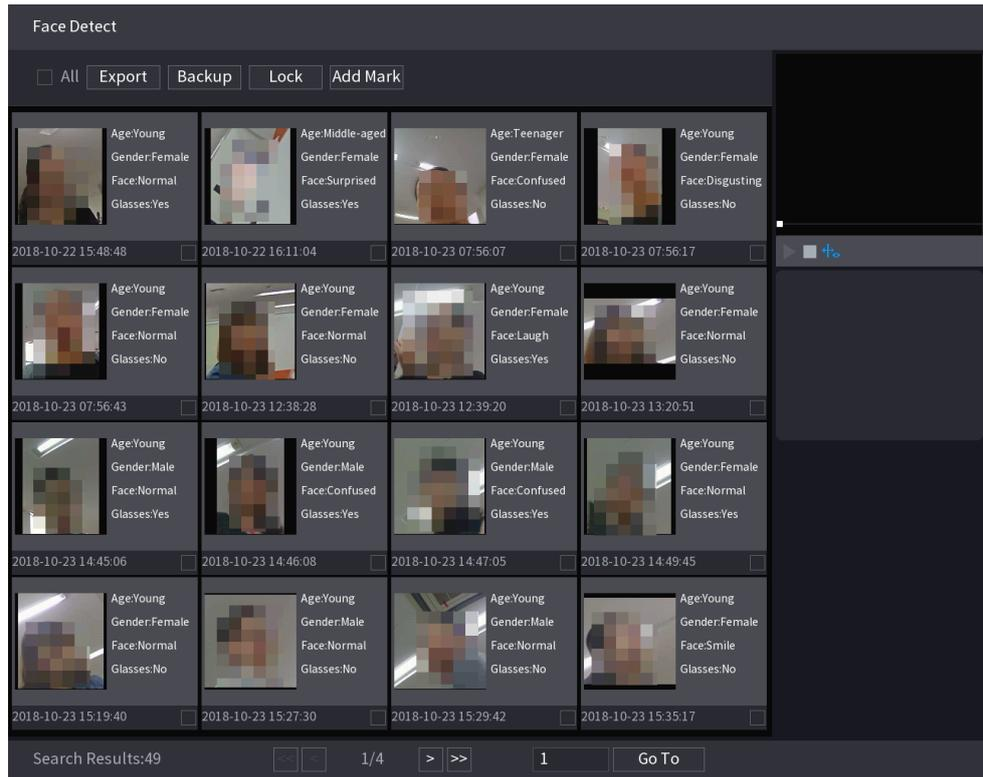 Face Detect
All Export Backup Lock Add Mark
Age:Young
Gender:Female
Face:Normal
Glasses:Yes
2018-10-22 15:48:48
Age:Middle-aged
Gender:Female
Face:Surprised
Glasses:Yes
2018-10-22 16:11:04
Age:Teenager
Gender:Female
Face:Confused
Glasses:No
2018-10-23 07:56:07
Age:Young
Gender:Female
Face:Disgusting
Glasses:No
2018-10-23 07:56:17
Age:Young
Gender:Female
Face:Normal
Glasses:No
2018-10-23 07:56:43
Age:Young
Gender:Female
Face:Normal
Glasses:No
2018-10-23 12:38:28
Age:Young
Gender:Female
Face:Laugh
Glasses:Yes
2018-10-23 12:39:20
Age:Young
Gender:Female
Face:Normal
Glasses:No
2018-10-23 13:20:51
Age:Young
Gender:Male
Face:Normal
Glasses:Yes
2018-10-23 14:45:06
Age:Young
Gender:Male
Face:Confused
Glasses:Yes
2018-10-23 14:46:08
Age:Young
Gender:Male
Face:Confused
Glasses:Yes
2018-10-23 14:47:05
Age:Young
Gender:Female
Face:Normal
Glasses:Yes
2018-10-23 14:49:45
Age:Young
Gender:Female
Face:Normal
Glasses:No
2018-10-23 15:19:40
Age:Young
Gender:Male
Face:Normal
Glasses:No
2018-10-23 15:27:30
Age:Young
Gender:Male
Face:Normal
Glasses:No
2018-10-23 15:29:42
Age:Young
Gender:Female
Face:Smile
Glasses:No
2018-10-23 15:35:17
Search Results:49 << < 1/4 > >> 1 Go To